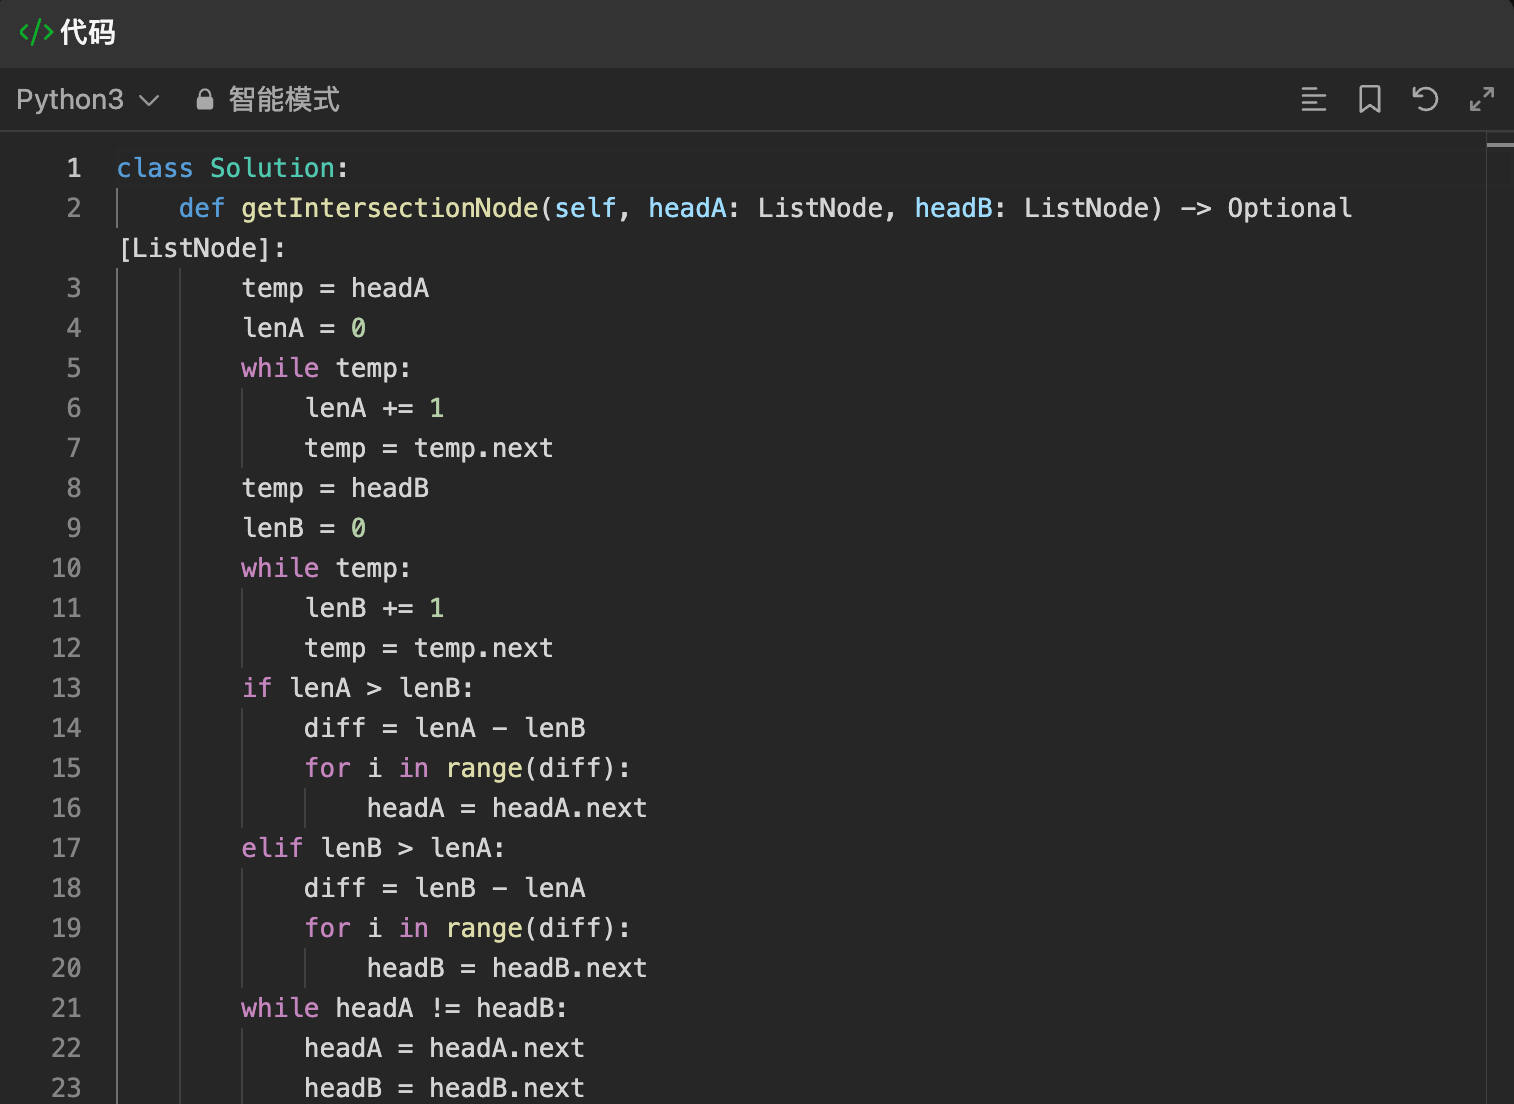 </> 代码
Python3 智能模式
1 class Solution:
2 def getIntersectionNode(self, headA: ListNode, headB: ListNode) -> Optional
[ListNode]:
3 temp = headA
4 lenA = 0
5 while temp:
6 lenA += 1
7 temp = temp.next
8 temp = headB
9 lenB = 0
10 while temp:
11 lenB += 1
12 temp = temp.next
13 if lenA > lenB:
14 diff = lenA - lenB
15 for i in range(diff):
16 headA = headA.next
17 elif lenB > lenA:
18 diff = lenB - lenA
19 for i in range(diff):
20 headB = headB.next
21 while headA != headB:
22 headA = headA.next
23 headB = headB.next